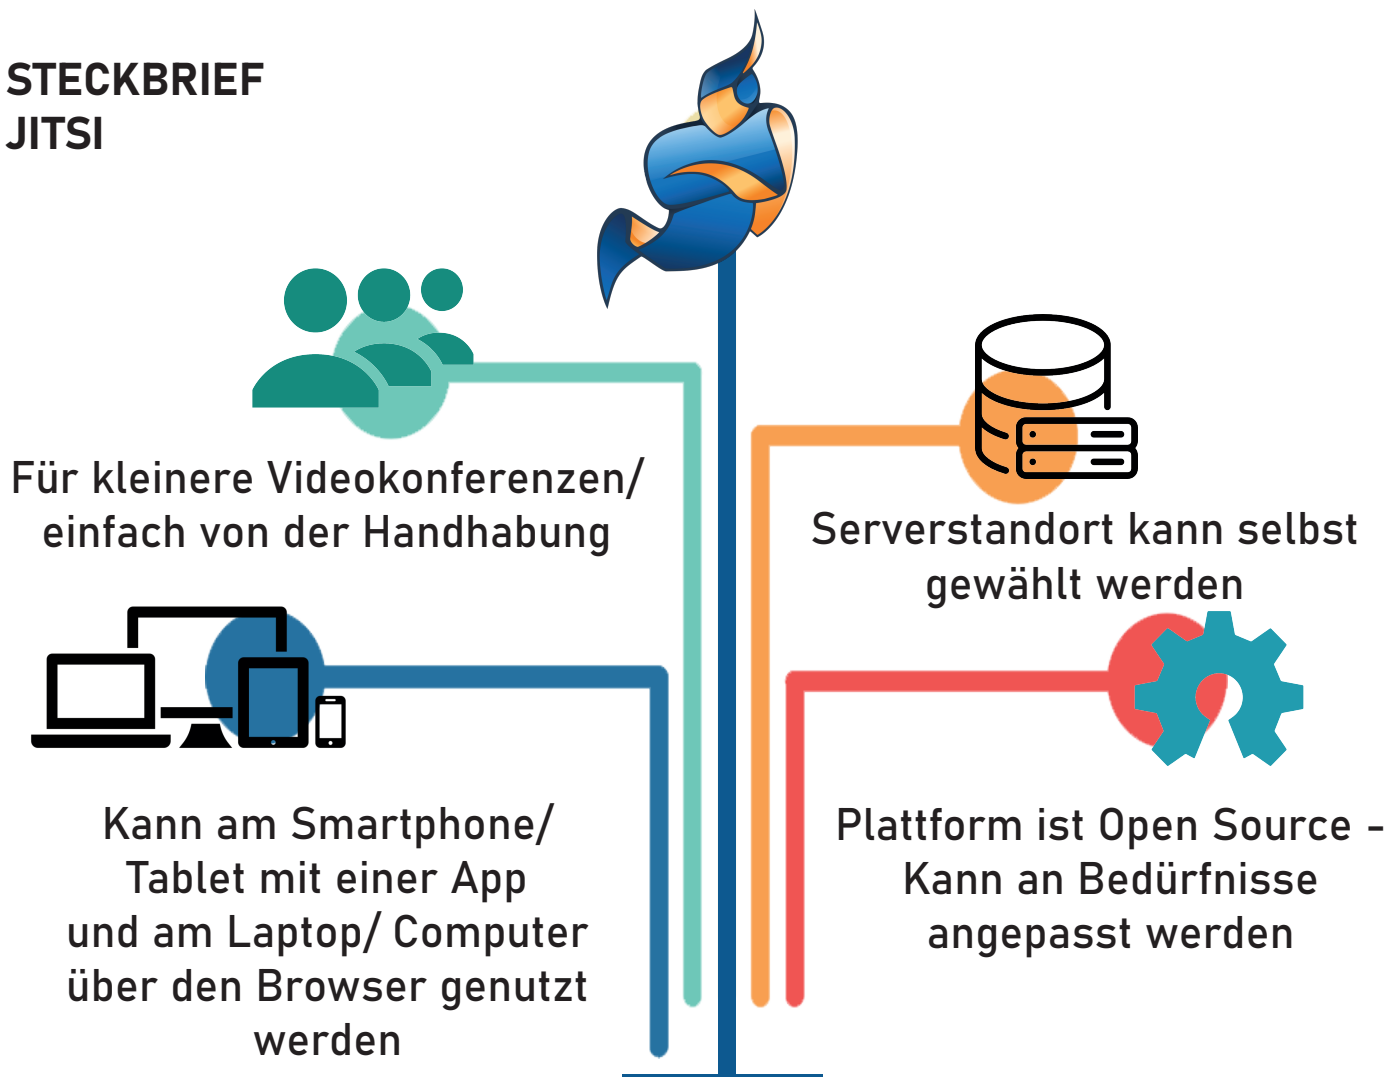 STECKBRIEF
JITSI
Für kleinere Videokonferenzen/
einfach von der Handhabung
Serverstandort kann selbst
gewählt werden
Kann am Smartphone/
Tablet mit einer App
und am Laptop/ Computer
über den Browser genutzt
werden
Plattform ist Open Source -
Kann an Bedürfnisse
angepasst werden